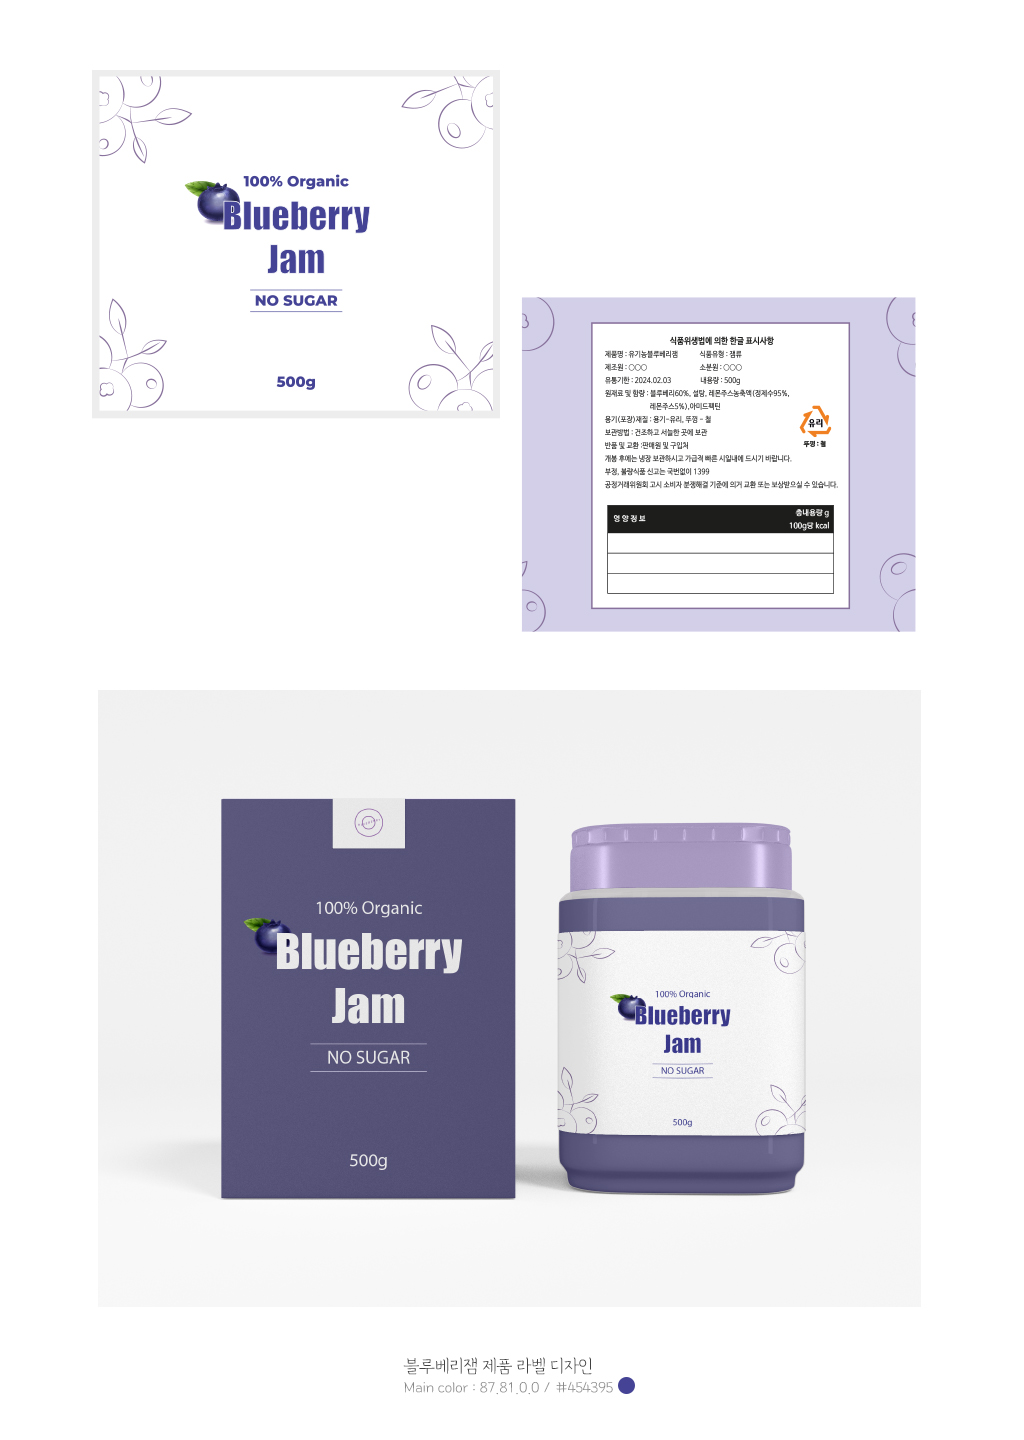 100% Organic
Blueberry
Jam
NO SUGAR
500g
식품위생법에 의한 한글 표시사항
제품명 : 유기농블루베리잼 식품유형 : 잼류
제조원 : ○○○ 소분원 : ○○○
유통기한 : 2024.02.03 내용량 : 500g
원재료 및 함량 : 블루베리60%, 설탕, 레몬주스농축액(정제수95%,
레몬주스5%),아미드펙틴
용기(포장)재질 : 용기-유리, 뚜껑 - 철
보관방법 : 건조하고 서늘한 곳에 보관
반품 및 교환 :판매원 및 구입처
개봉 후에는 냉장 보관하시고 가급적 빠른 시일내에 드시기 바랍니다.
부정, 불량식품 신고는 국번없이 1399
공정거래위원회 고시 소비자 분쟁해결 기준에 의거 교환 또는 보상받으실 수 있습니다.
유리
뚜껑 : 철
영양정보
총내용량 g
100g당 kcal
100% Organic
Blueberry
Jam
NO SUGAR
500g
100% Organic
Blueberry
Jam
NO SUGAR
500g
블루베리잼 제품 라벨 디자인
Main color : 87,81,0,0 / #454395